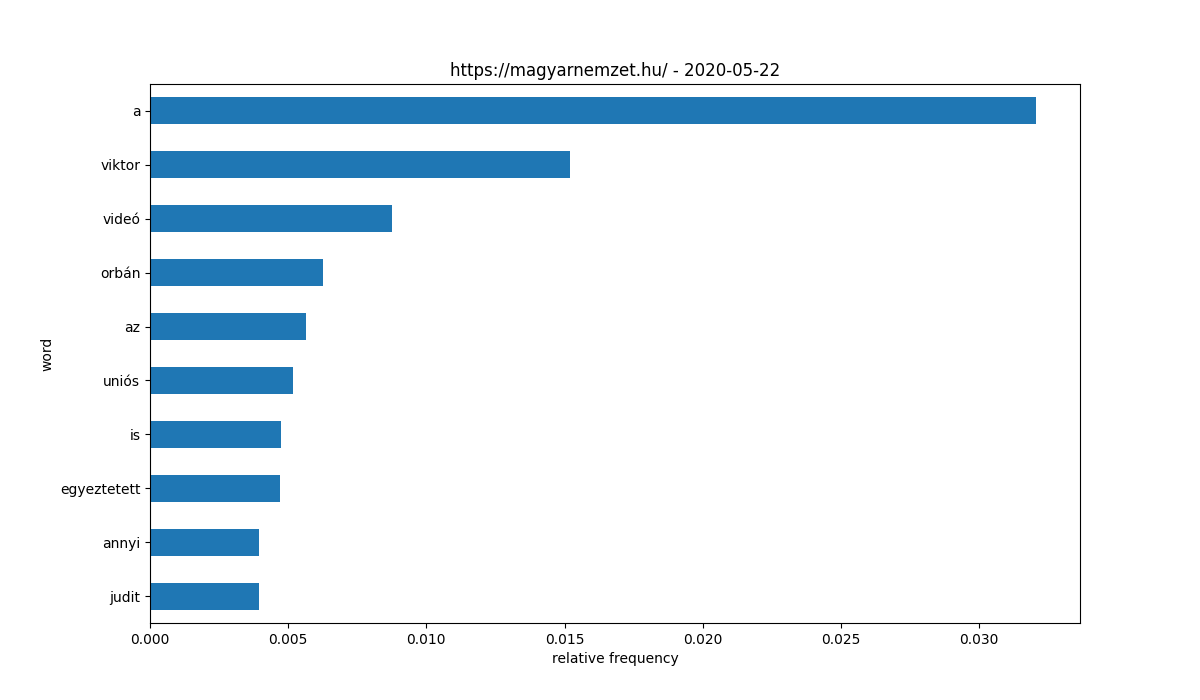 https://magyarnemzet.hu/ - 2020-05-22
a
viktor
videó
orbán
az
uniós
is
egyeztetett
annyi
judit
word
0.000 0.005 0.010 0.015 0.020 0.025 0.030
relative frequency